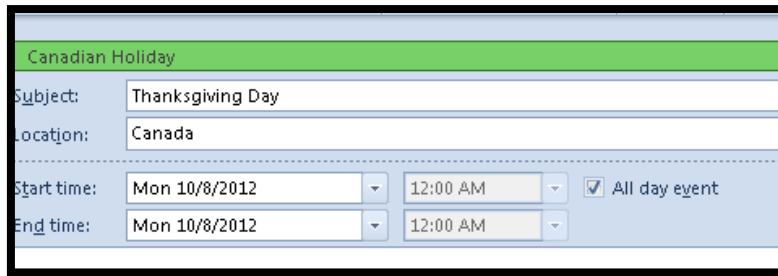 Canadian Holiday
Subject: Thanksgiving Day
Location: Canada
Start time: Mon 10/8/2012 12:00 AM All day event
End time: Mon 10/8/2012 12:00 AM